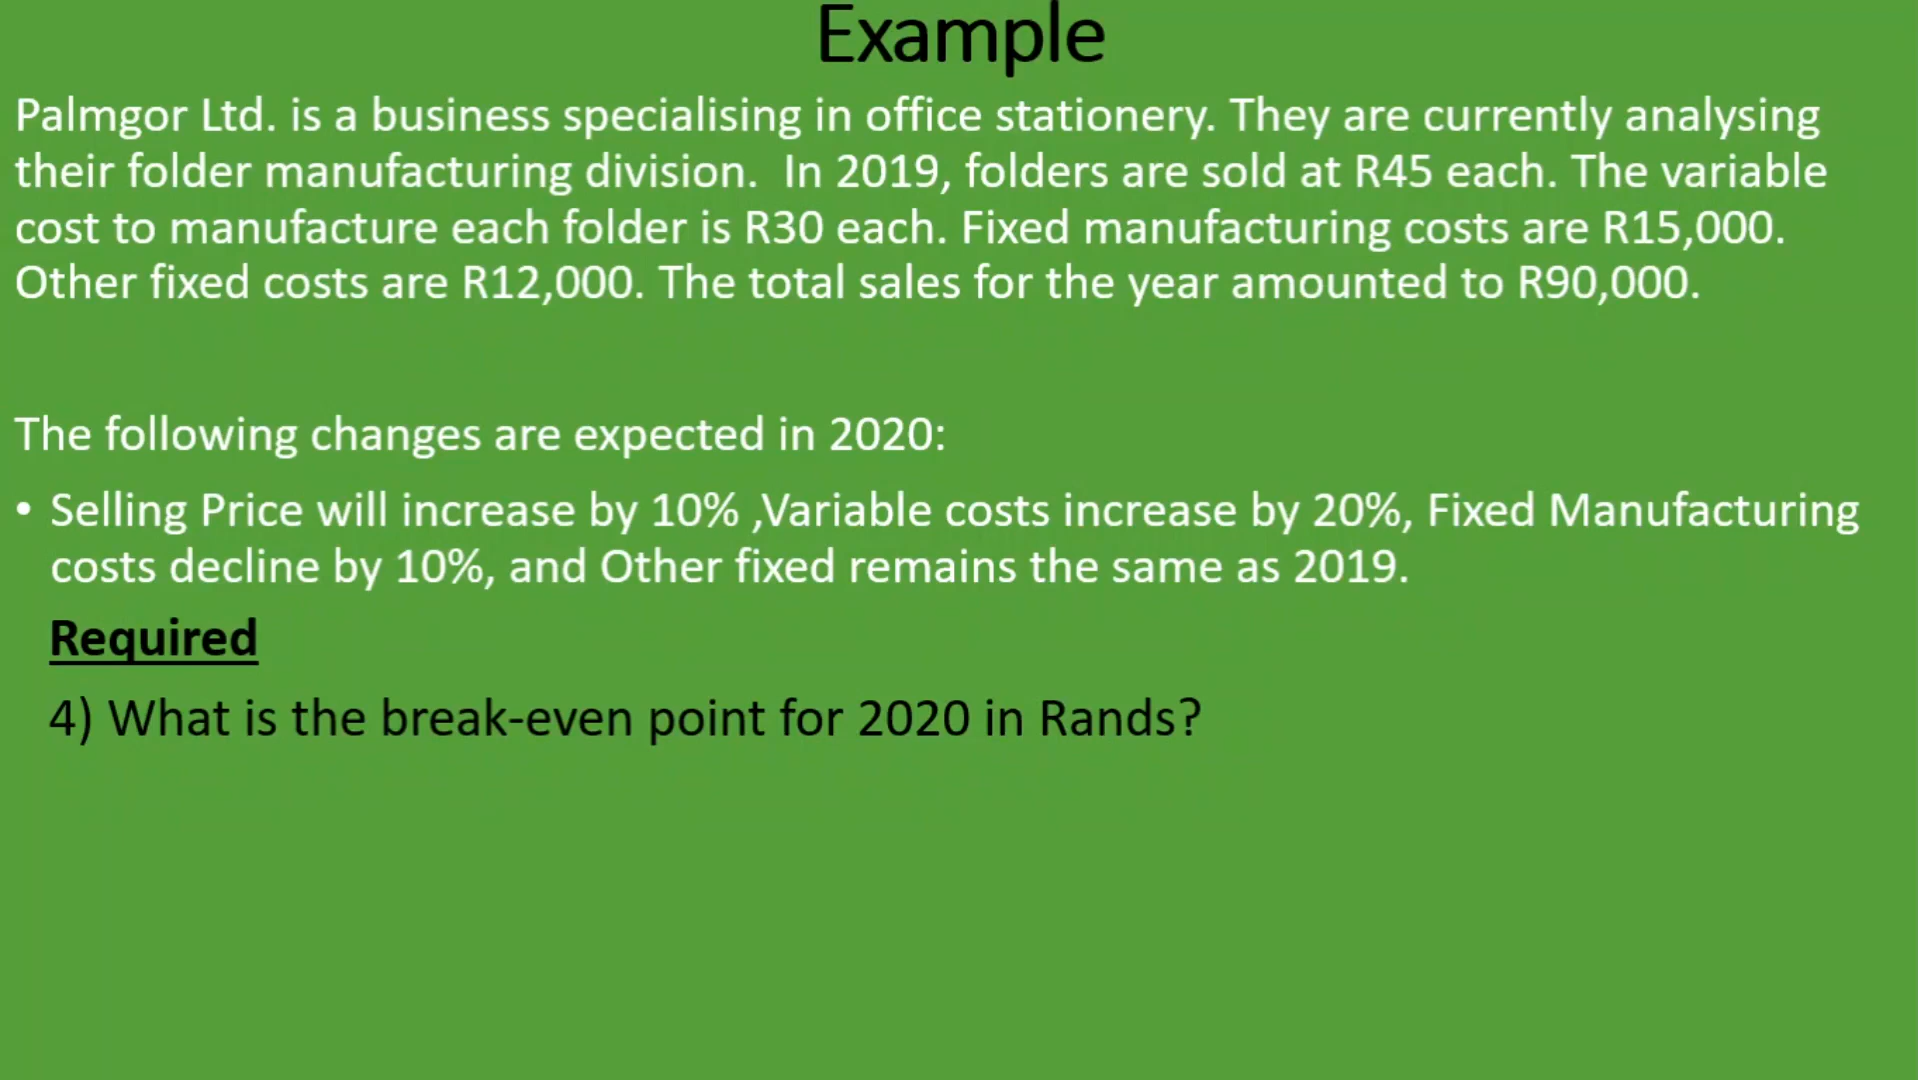 Example
Palmgor Ltd. is a business specialising in office stationery. They are currently analysing
their folder manufacturing division.  In 2019, folders are sold at R45 each. The variable
cost to manufacture each folder is R30 each. Fixed manufacturing costs are R15,000.
Other fixed costs are R12,000. The total sales for the year amounted to R90,000.
The following changes are expected in 2020:
• Selling Price will increase by 10% ,Variable costs increase by 20%, Fixed Manufacturing
costs decline by 10%, and Other fixed remains the same as 2019.
Required
4) What is the break-even point for 2020 in Rands?